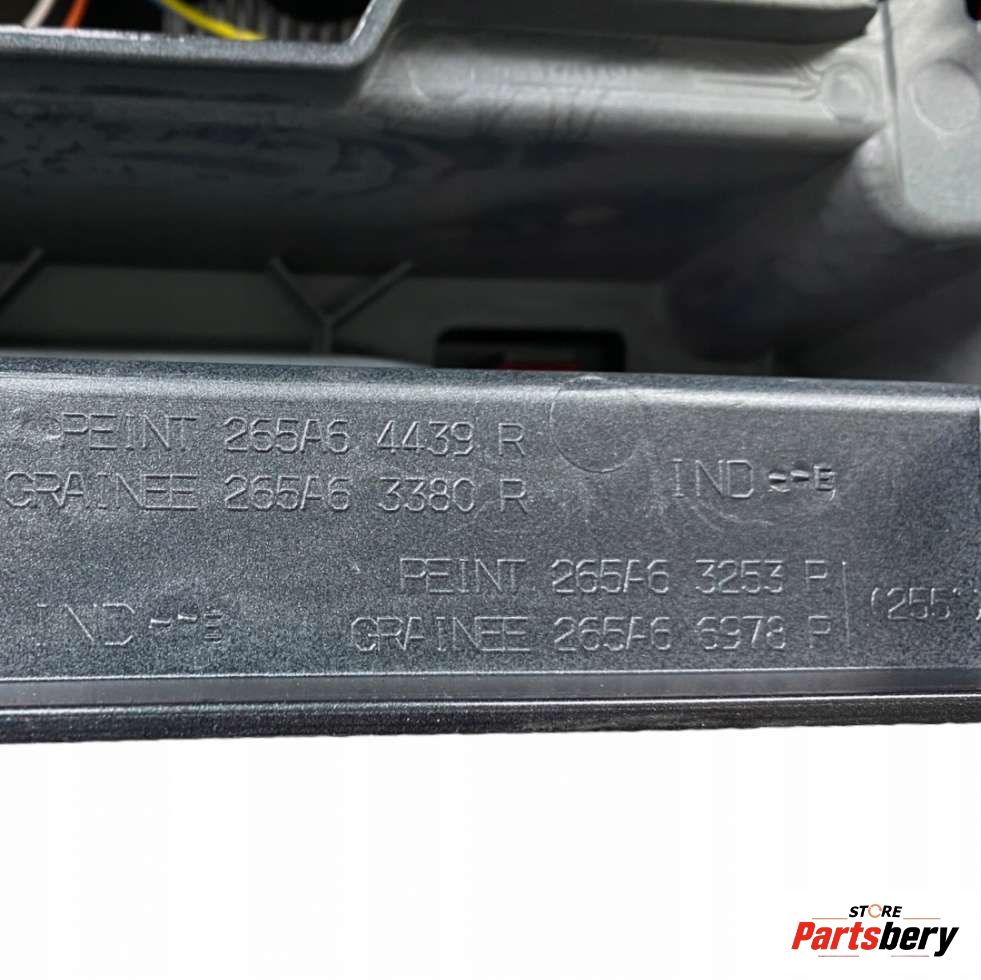 PEINT 265A6 4439 R
GRAINEE 265A6 3380 R
IND --E
PEINT 265A6 3253 R
GRAINEE 265A6 6978 R
IND --E
STORE
Partsbery